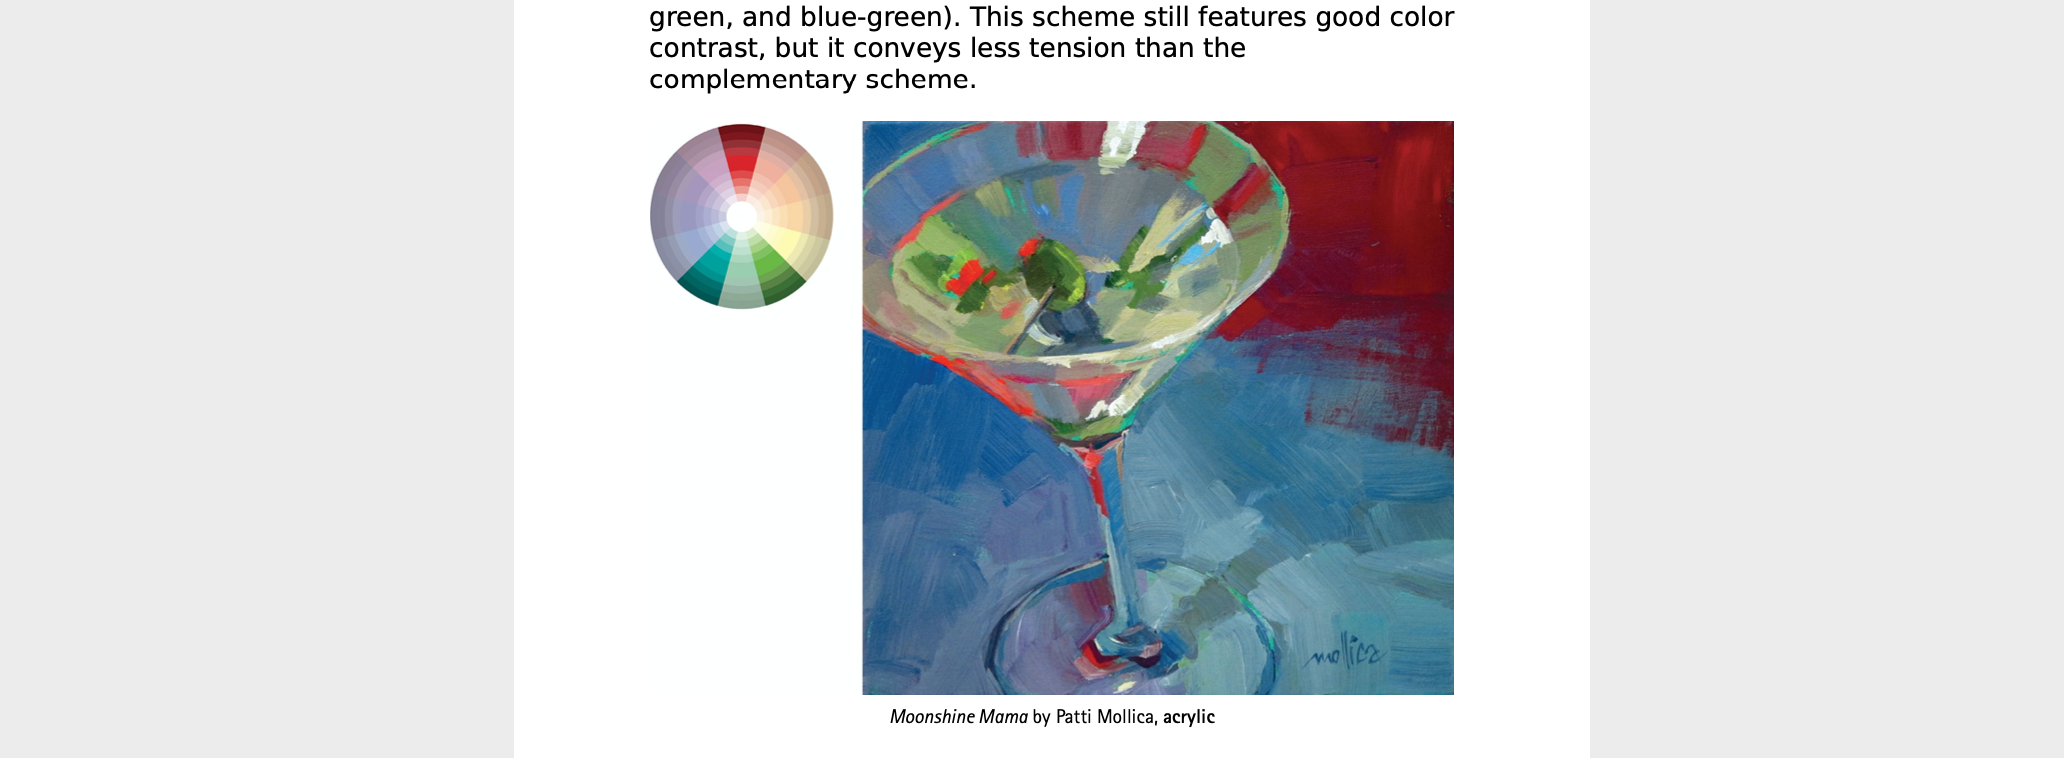 green, and blue-green). This scheme still features good color
contrast, but it conveys less tension than the
complementary scheme.
mollica
Moonshine Mama by Patti Mollica, acrylic